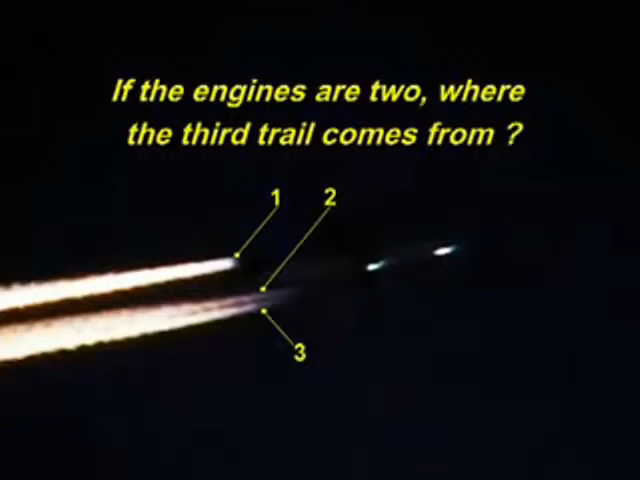 If the engines are two, where
the third trail comes from ?
1 2
3